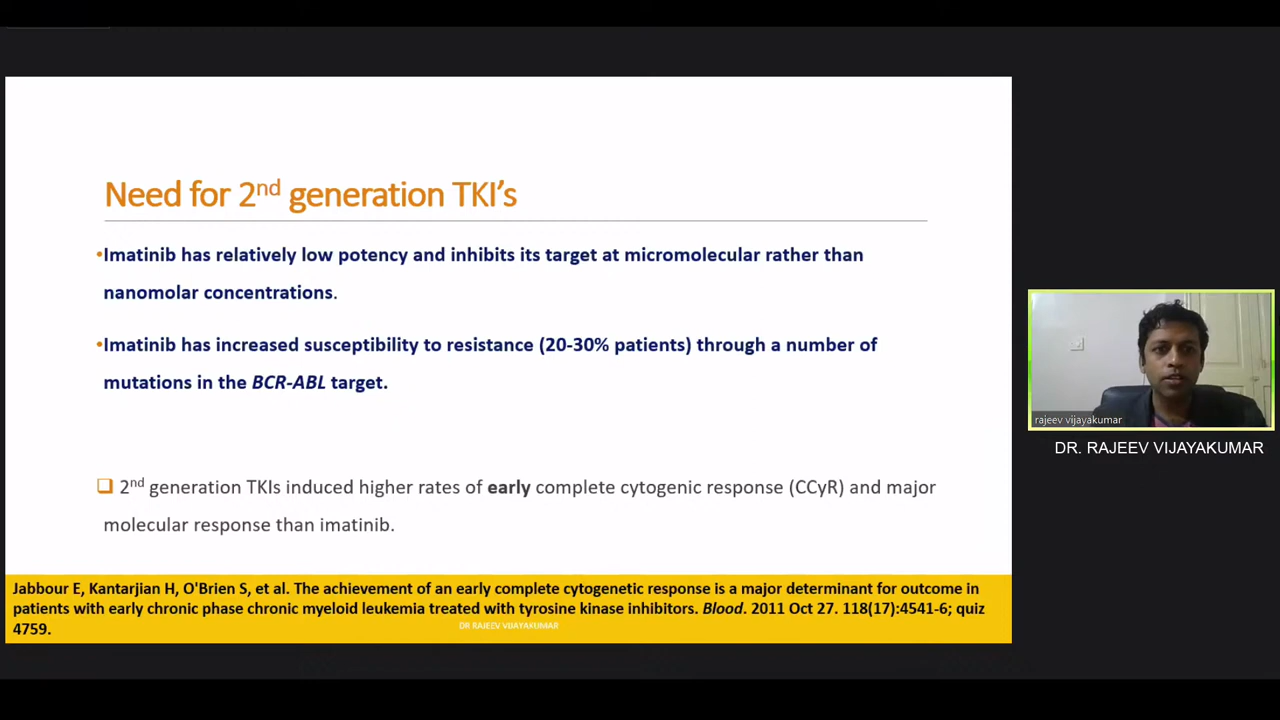 Need for 2nd generation TKI's
•Imatinib has relatively low potency and inhibits its target at micromolecular rather than
nanomolar concentrations.
•Imatinib has increased susceptibility to resistance (20-30% patients) through a number of
mutations in the BCR-ABL target.
❑ 2nd generation TKIs induced higher rates of early complete cytogenic response (CCyR) and major
molecular response than imatinib.
Jabbour E, Kantarjian H, O'Brien S, et al. The achievement of an early complete cytogenetic response is a major determinant for outcome in
patients with early chronic phase chronic myeloid leukemia treated with tyrosine kinase inhibitors. Blood. 2011 Oct 27. 118(17):4541-6; quiz
4759.
DR RAJEEV VIJAYAKUMAR
rajeev vijayakumar
DR. RAJEEV VIJAYAKUMAR